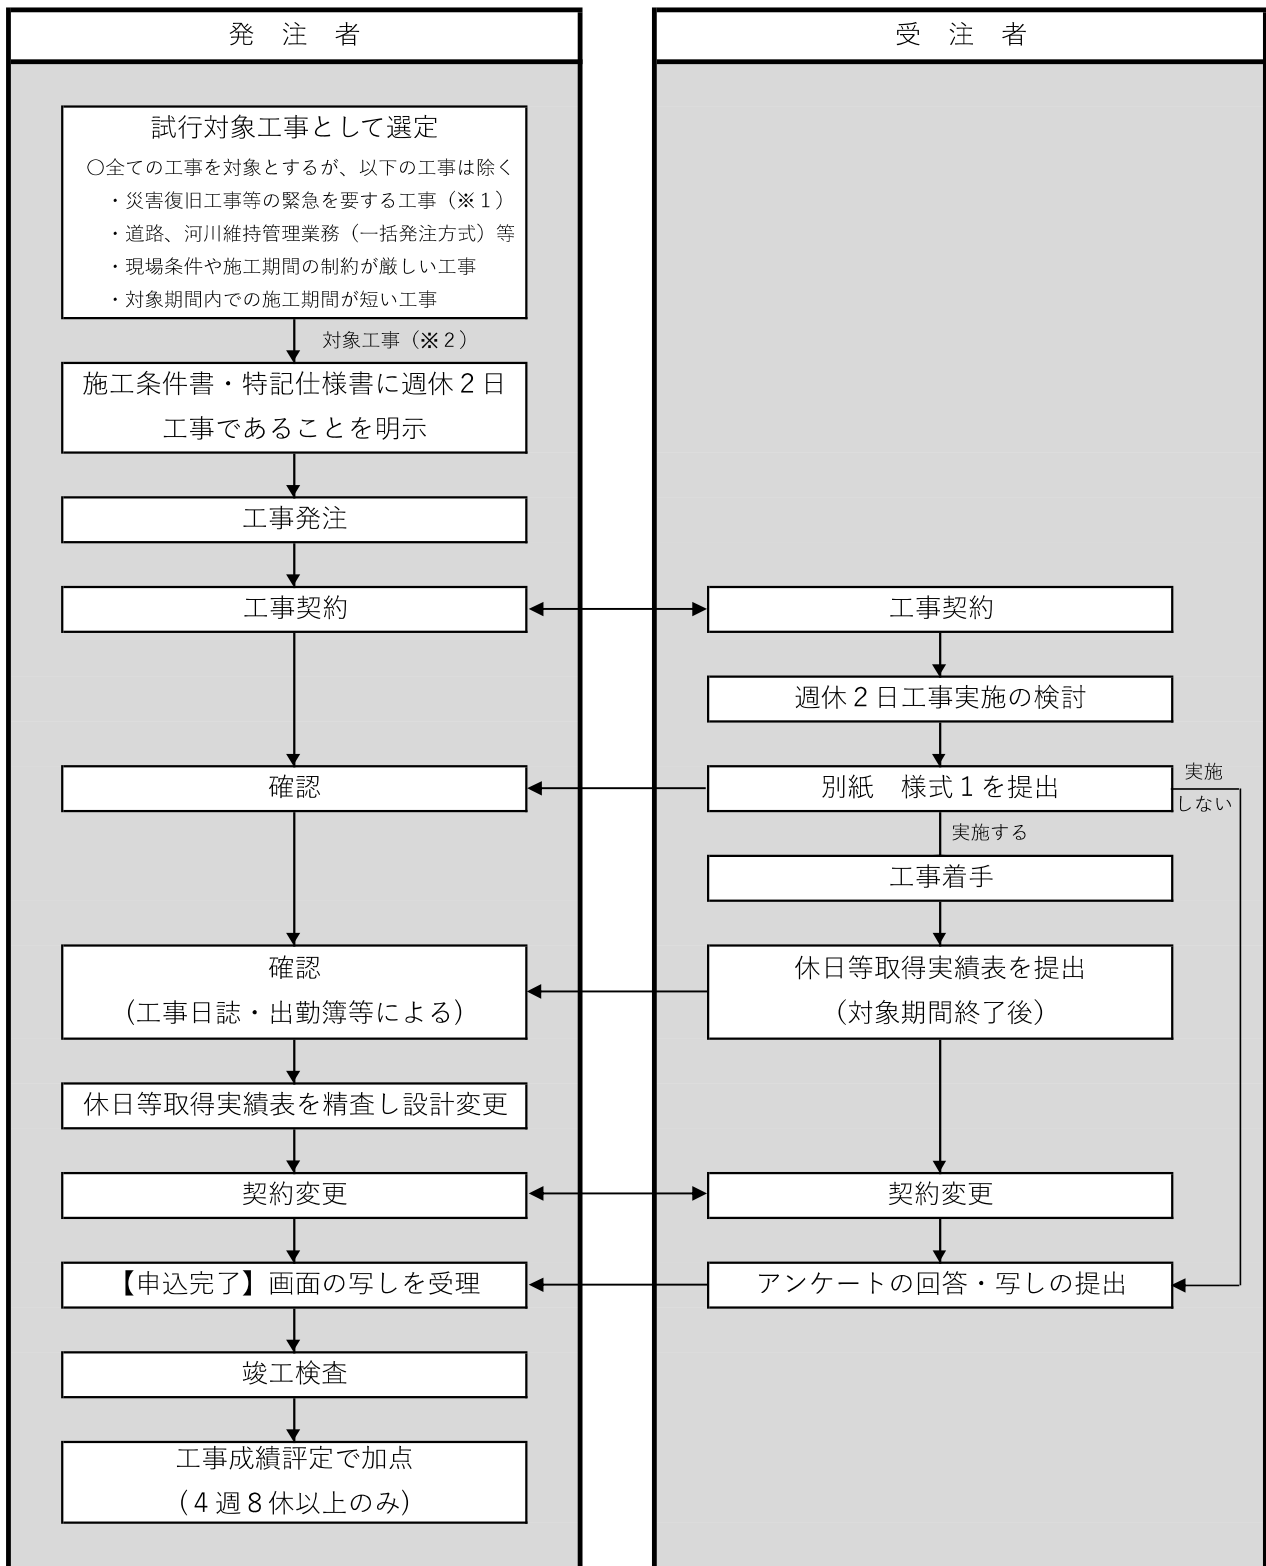 発　注　者
受　注　者
試行対象工事として選定
〇全ての工事を対象とするが、以下の工事は除く
・災害復旧工事等の緊急を要する工事（※１）
・道路、河川維持管理業務（一括発注方式）等
・現場条件や施工期間の制約が厳しい工事
・対象期間内での施工期間が短い工事
対象工事（※２）
施工条件書・特記仕様書に週休２日
工事であることを明示
工事発注
工事契約
工事契約
週休２日工事実施の検討
確認
別紙　様式１を提出
実施
しない
実施する
工事着手
確認
（工事日誌・出勤簿等による）
休日等取得実績表を提出
（対象期間終了後）
休日等取得実績表を精査し設計変更
契約変更
契約変更
【申込完了】画面の写しを受理
アンケートの回答・写しの提出
竣工検査
工事成績評定で加点
（４週８休以上のみ）